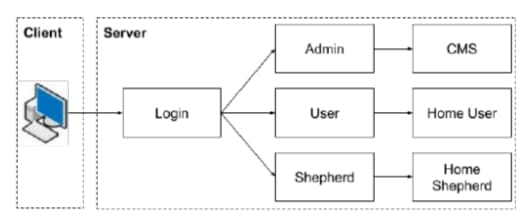 Client
Server
Admin
CMS
Login
User
Home User
Shepherd
Home
Shepherd